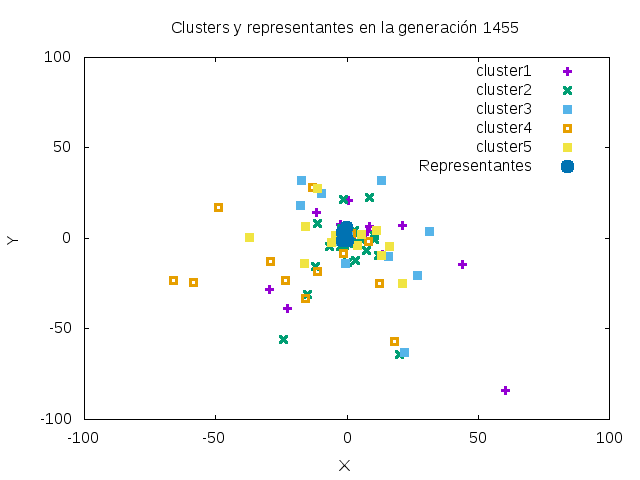 Clusters y representantes en la generación 1455
cluster1
cluster2
cluster3
cluster4
cluster5
Representantes
100
50
0
-50
-100
Y
-100
-50
0
50
100
X